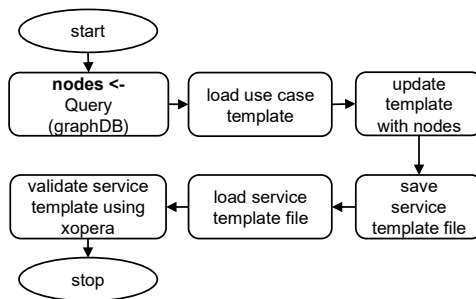 start
nodes <-
Query
(graphDB)
load use case
template
update
template
with nodes
save
service
template file
load service
template file
validate service
template using
xopera
stop